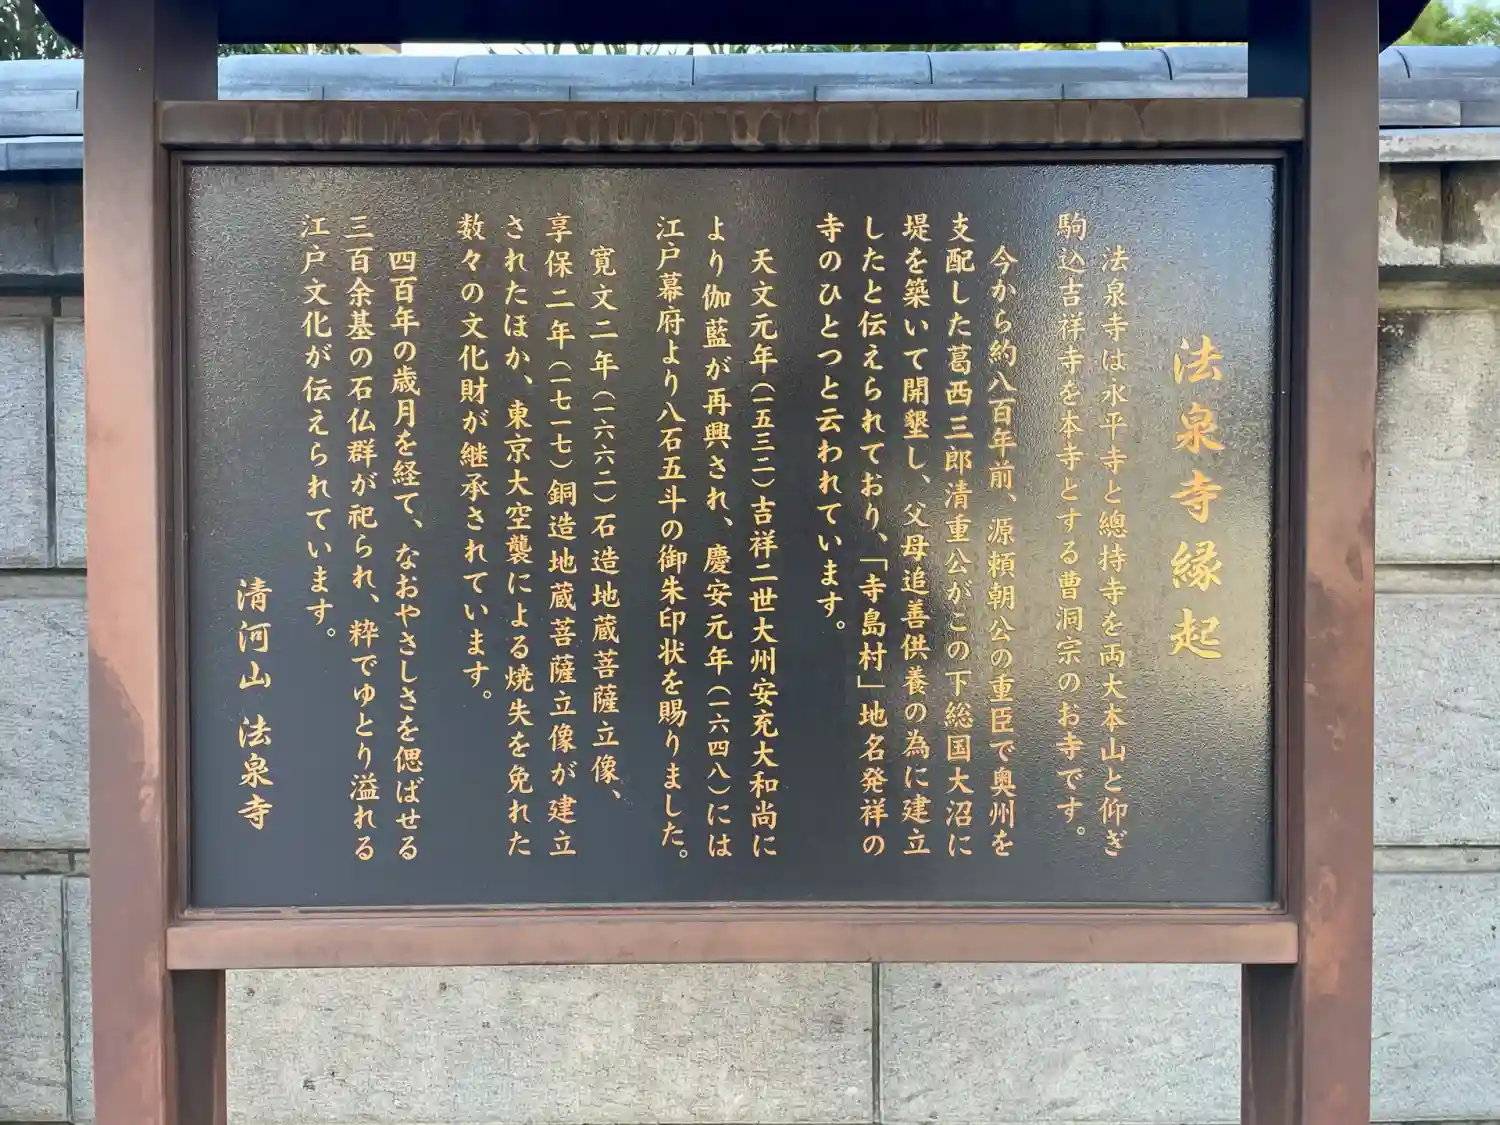 法泉寺縁起
法泉寺は永平寺と總持寺を両大本山と仰ぎ
駒込吉祥寺を本寺とする曹洞宗のお寺です。
今から約八百年前、源頼朝公の重臣で奥州を
支配した葛西三郎清重公がこの下総国大沼に
堤を築いて開墾し、父母追善供養の為に建立
したと伝えられており、「寺島村」地名発祥の
寺のひとつと云われています。
天文元年（一五三二）吉祥二世大州安充大和尚に
より伽藍が再興され、慶安元年（一六四八）には
江戸幕府より八石五斗の御朱印状を賜りました。
寛文二年（一六六二）石造地蔵菩薩立像、
享保二年（一七一七）銅造地蔵菩薩立像が建立
されたほか、東京大空襲による焼失を免れた
数々の文化財が継承されています。
四百年の歳月を経て、なおやさしさを偲ばせる
三百余基の石仏群が祀られ、粋でゆとり溢れる
江戸文化が伝えられています。
清河山 法泉寺